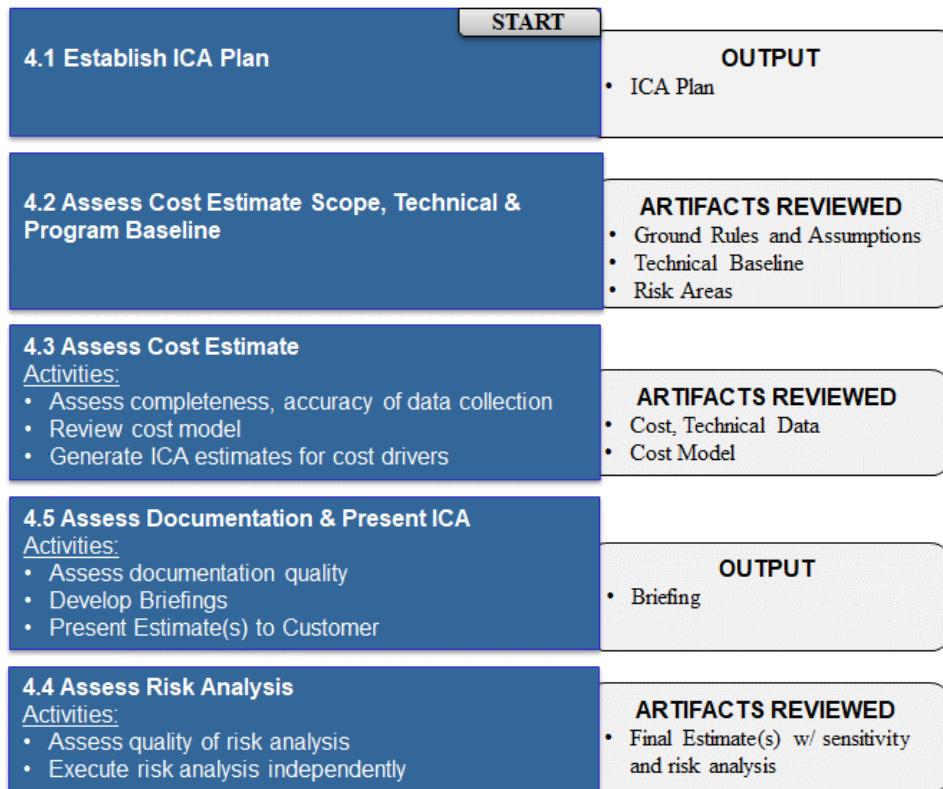 START
4.1 Establish ICA Plan
OUTPUT
• ICA Plan
4.2 Assess Cost Estimate Scope, Technical &
Program Baseline
ARTIFACTS REVIEWED
• Ground Rules and Assumptions
• Technical Baseline
• Risk Areas
4.3 Assess Cost Estimate
Activities:
• Assess completeness, accuracy of data collection
• Review cost model
• Generate ICA estimates for cost drivers
ARTIFACTS REVIEWED
• Cost, Technical Data
• Cost Model
4.5 Assess Documentation & Present ICA
Activities:
• Assess documentation quality
• Develop Briefings
• Present Estimate(s) to Customer
OUTPUT
• Briefing
4.4 Assess Risk Analysis
Activities:
• Assess quality of risk analysis
• Execute risk analysis independently
ARTIFACTS REVIEWED
• Final Estimate(s) w/ sensitivity
and risk analysis